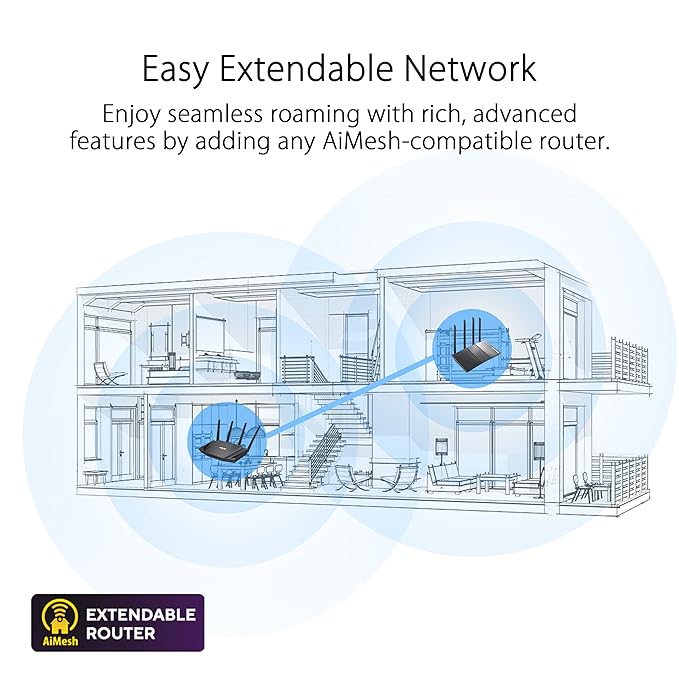 Easy Extendable Network
Enjoy seamless roaming with rich, advanced
features by adding any AiMesh-compatible router.
AiMesh
EXTENDABLE
ROUTER